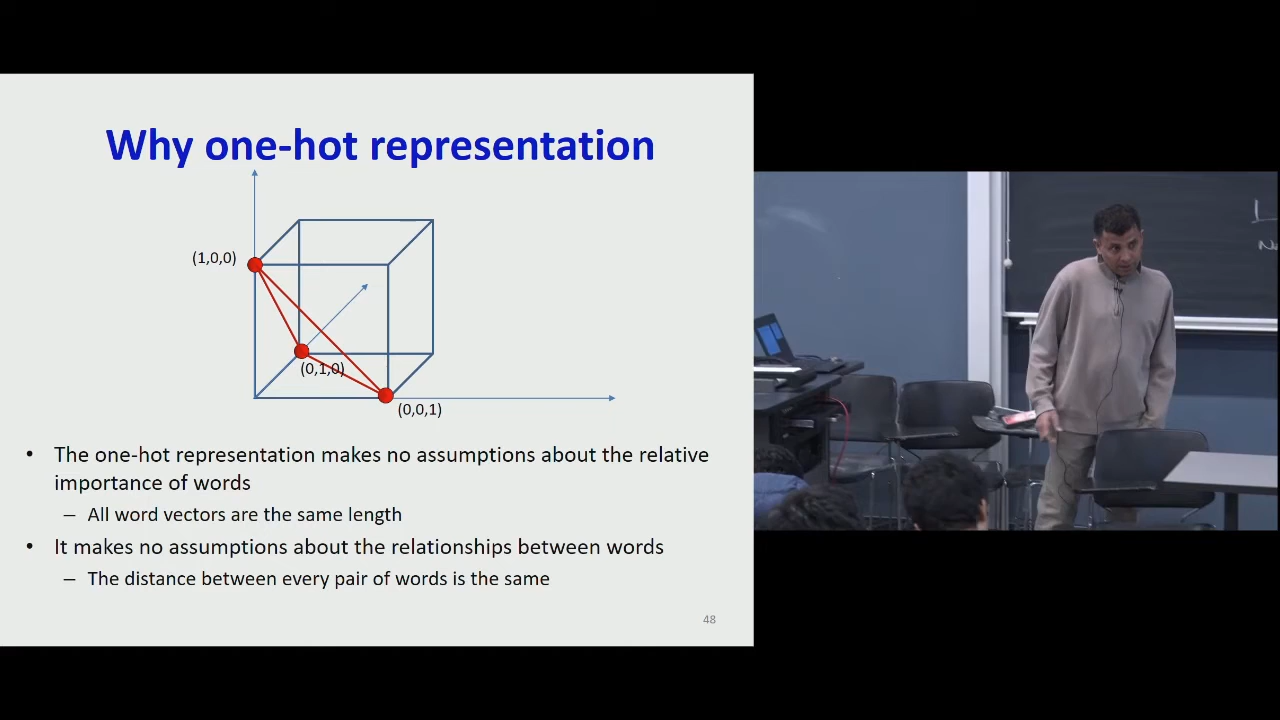 Why one-hot representation
(1,0,0)
(0,1,0)
(0,0,1)
• The one-hot representation makes no assumptions about the relative
importance of words
– All word vectors are the same length
• It makes no assumptions about the relationships between words
– The distance between every pair of words is the same
48